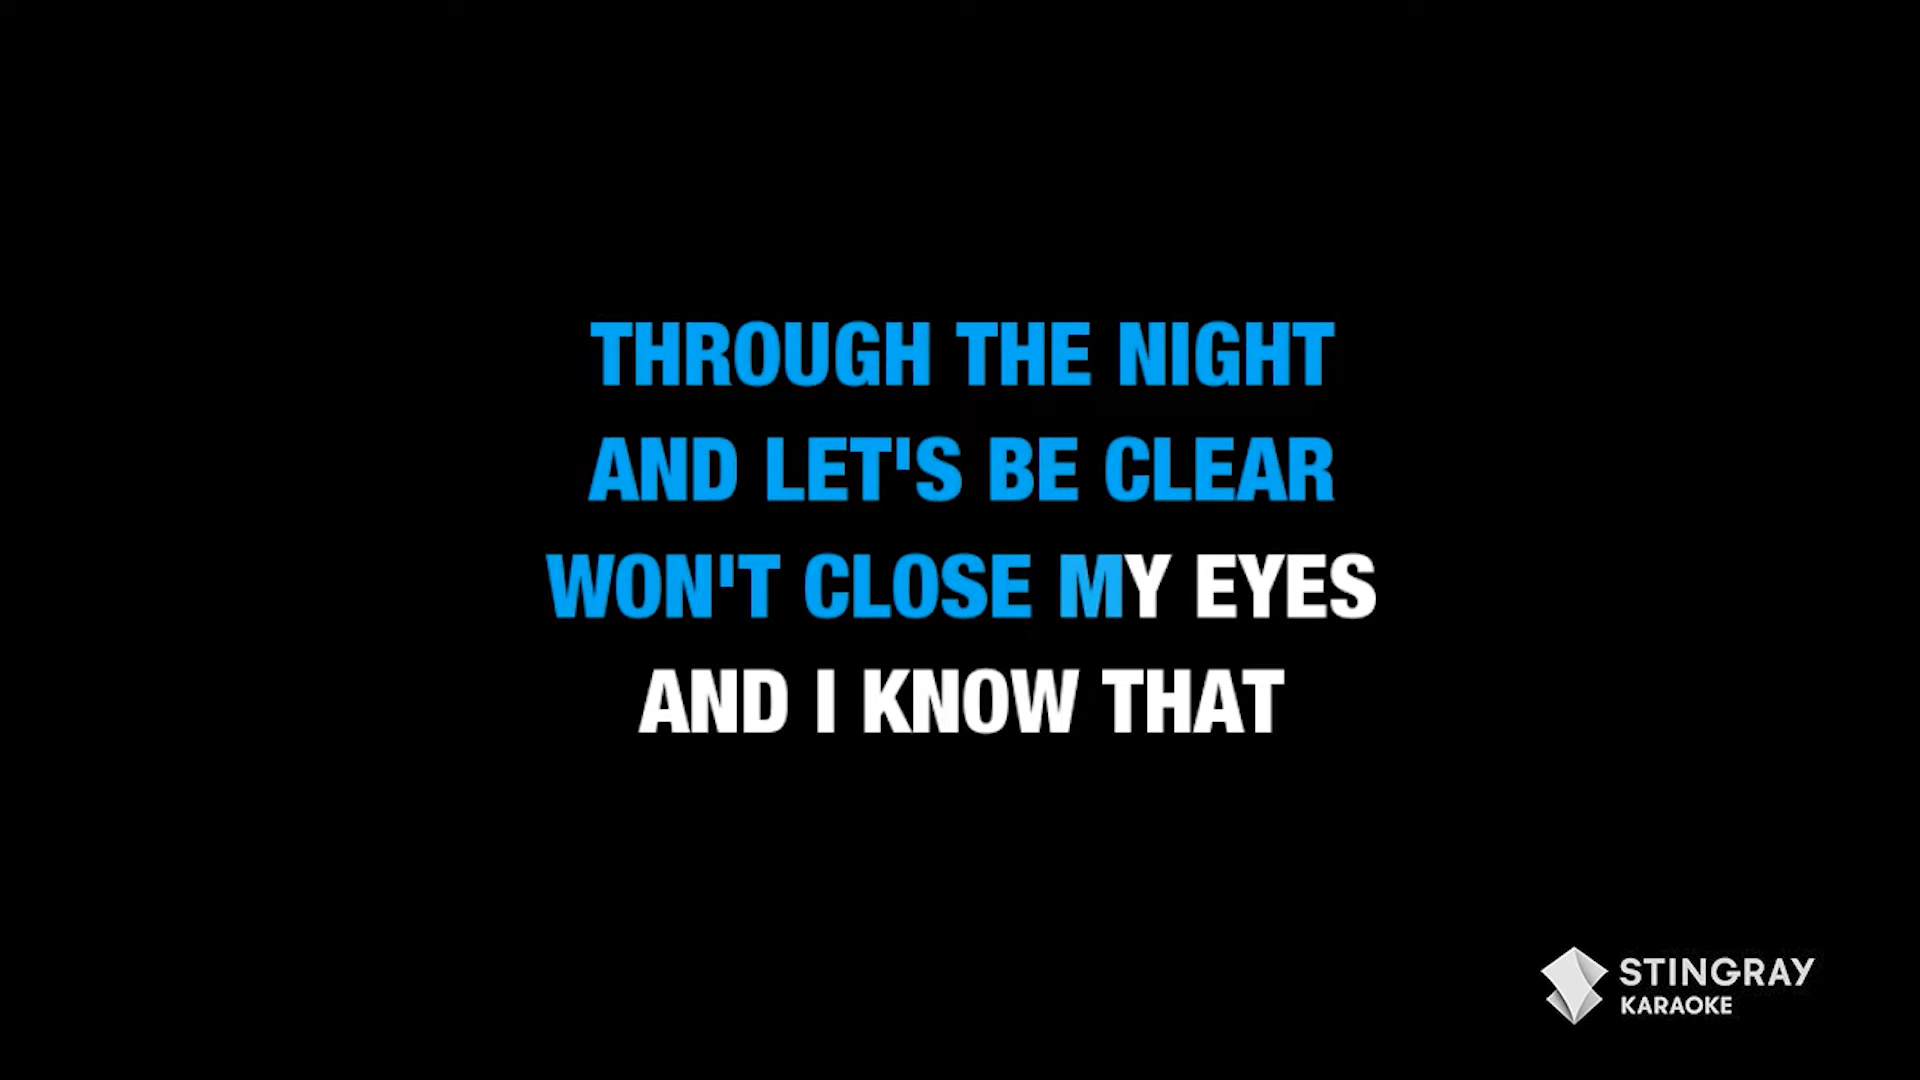 THROUGH THE NIGHT
AND LET'S BE CLEAR
WON'T CLOSE MY EYES
AND I KNOW THAT
STINGRAY
KARAOKE